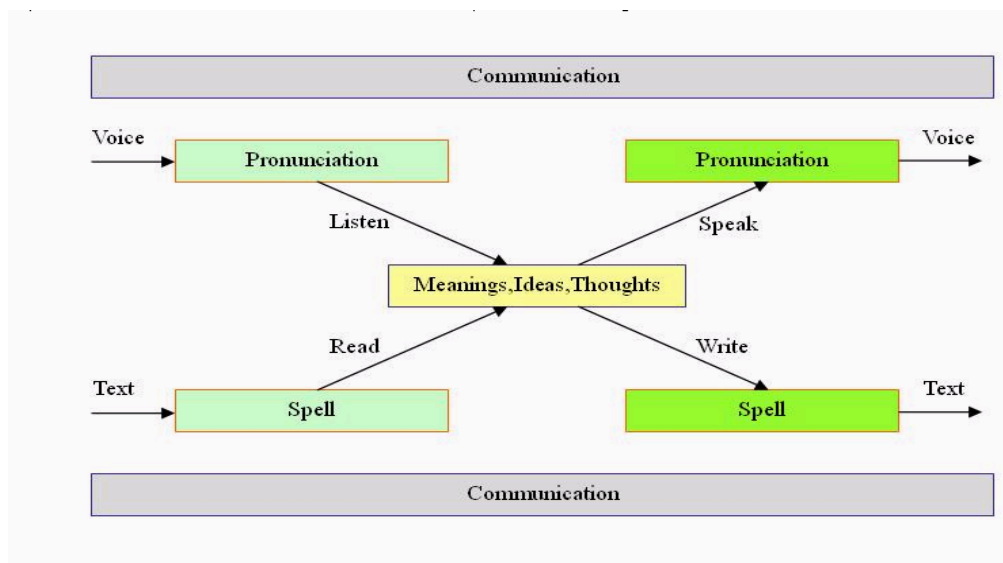 Communication
Voice
Pronunciation
Pronunciation
Voice
Listen
Speak
Meanings,Ideas,Thoughts
Read
Write
Text
Spell
Spell
Text
Communication